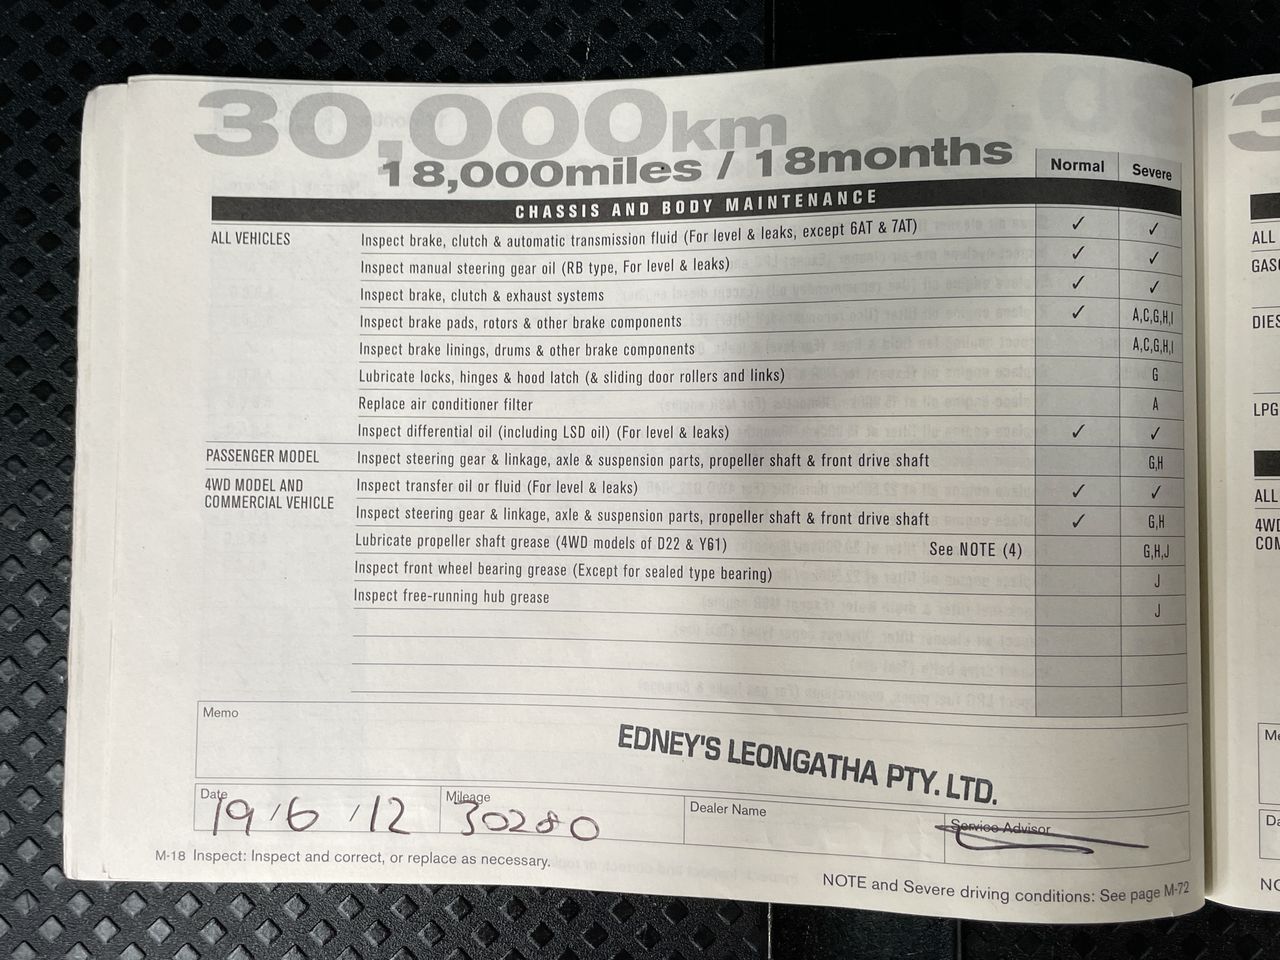 30,000km
18,000miles / 18months
Normal Severe
CHASSIS AND BODY MAINTENANCE
ALL VEHICLES Inspect brake, clutch & automatic transmission fluid (For level & leaks, except 6AT & 7AT) ✓ ✓
Inspect manual steering gear oil (RB type, For level & leaks) ✓ ✓
Inspect brake, clutch & exhaust systems ✓ ✓
Inspect brake pads, rotors & other brake components ✓ A,C,G,H,I
Inspect brake linings, drums & other brake components A,C,G,H,I
Lubricate locks, hinges & hood latch (& sliding door rollers and links) G
Replace air conditioner filter A
Inspect differential oil (including LSD oil) (For level & leaks) ✓ ✓
PASSENGER MODEL Inspect steering gear & linkage, axle & suspension parts, propeller shaft & front drive shaft G,H
4WD MODEL AND Inspect transfer oil or fluid (For level & leaks) ✓ ✓
COMMERCIAL VEHICLE Inspect steering gear & linkage, axle & suspension parts, propeller shaft & front drive shaft ✓ G,H
Lubricate propeller shaft grease (4WD models of D22 & Y61) See NOTE (4) G,H,J
Inspect front wheel bearing grease (Except for sealed type bearing) J
Inspect free-running hub grease J
Memo
EDNEY'S LEONGATHA PTY. LTD.
Date Mileage Dealer Name Service Advisor
19/6/12 30280
M-18 Inspect: Inspect and correct, or replace as necessary.
NOTE and Severe driving conditions: See page M-72
3
ALL
DIES
LPG
ALL
4WD